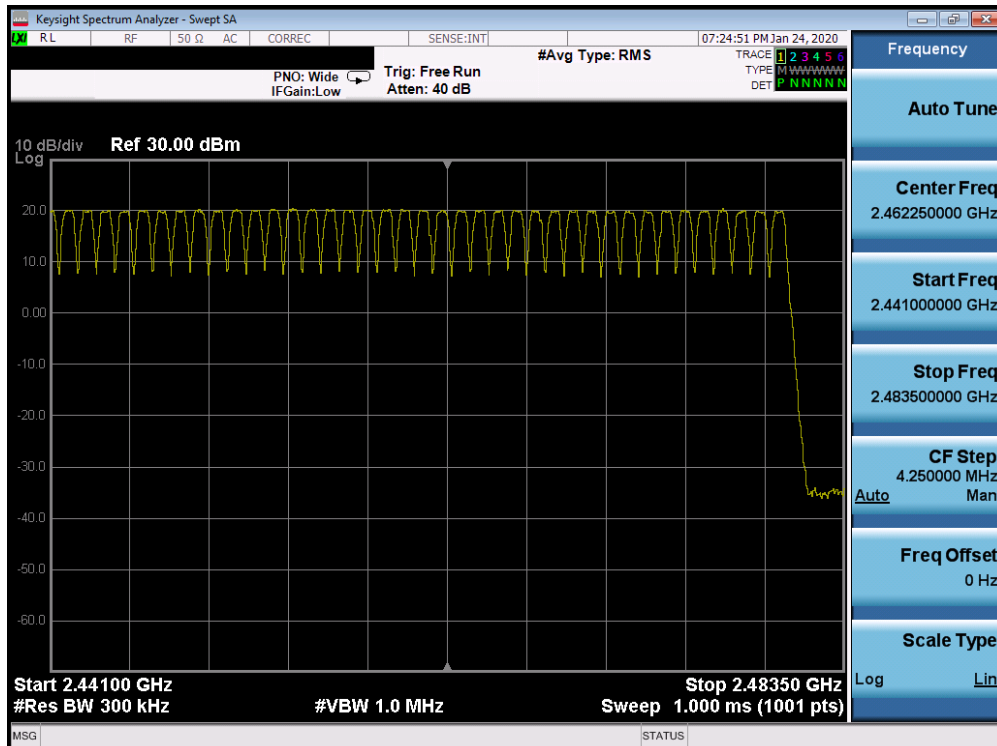 LXI Keysight Spectrum Analyzer - Swept SA
RL RF 50 Ω AC CORREC SENSE:INT 07:24:51 PM Jan 24, 2020
#Avg Type: RMS
TRACE 1 2 3 4 5 6
TYPE M WWWWW
DET P N N N N N
PNO: Wide
IFGain:Low
Trig: Free Run
Atten: 40 dB
10 dB/div
Log
Ref 30.00 dBm
20.0
10.0
0.00
-10.0
-20.0
-30.0
-40.0
-50.0
-60.0
Start 2.44100 GHz
Stop 2.48350 GHz
#Res BW 300 kHz
#VBW 1.0 MHz
Sweep 1.000 ms (1001 pts)
MSG
STATUS
Frequency
Auto Tune
Center Freq
2.462250000 GHz
Start Freq
2.441000000 GHz
Stop Freq
2.483500000 GHz
CF Step
4.250000 MHz
Auto Man
Freq Offset
0 Hz
Scale Type
Log Lin